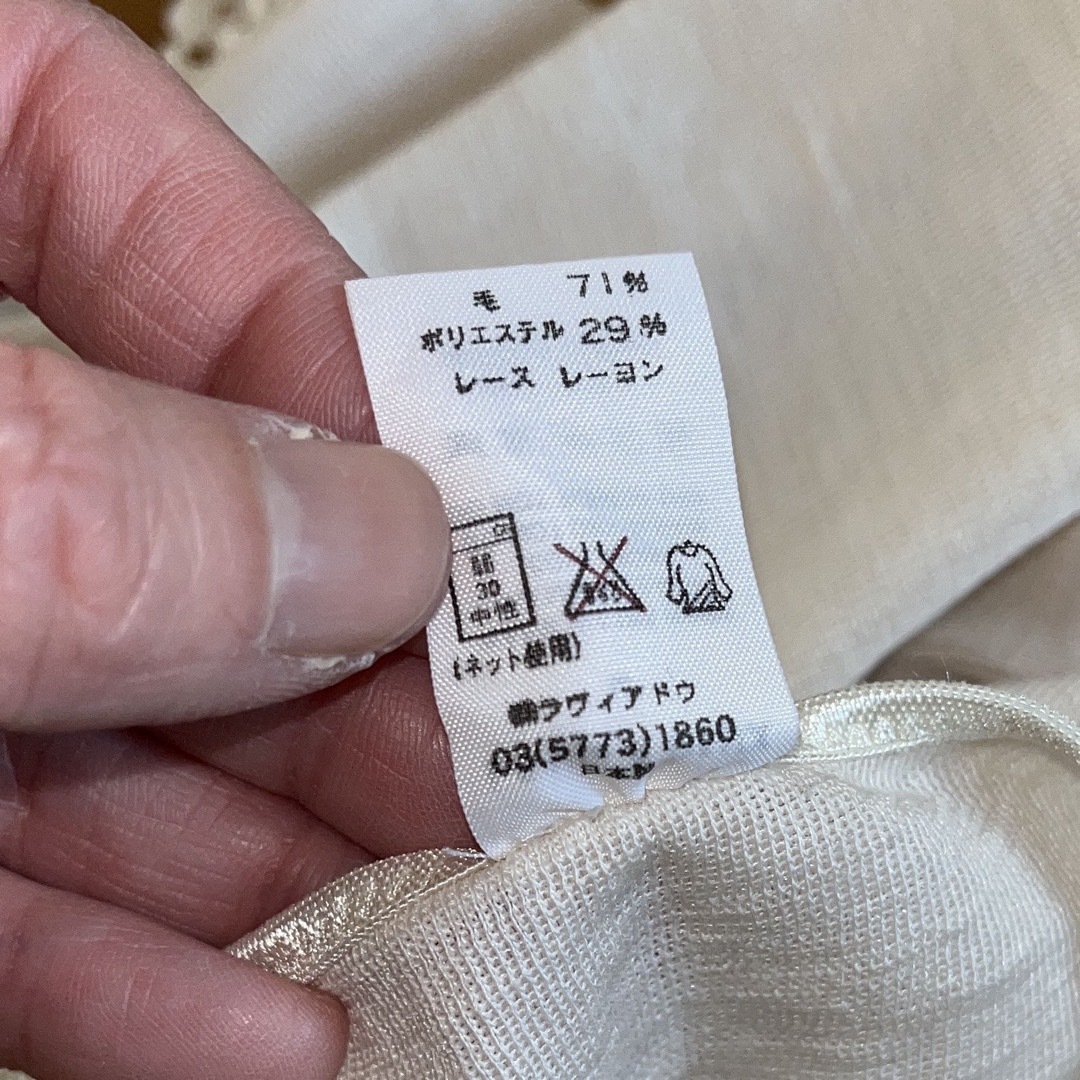 毛 71%
ポリエステル 29%
レース レーヨン
弱
30
中性
(ネット使用)
㈱ラヴィアドゥ
03(5773)1860
日本製